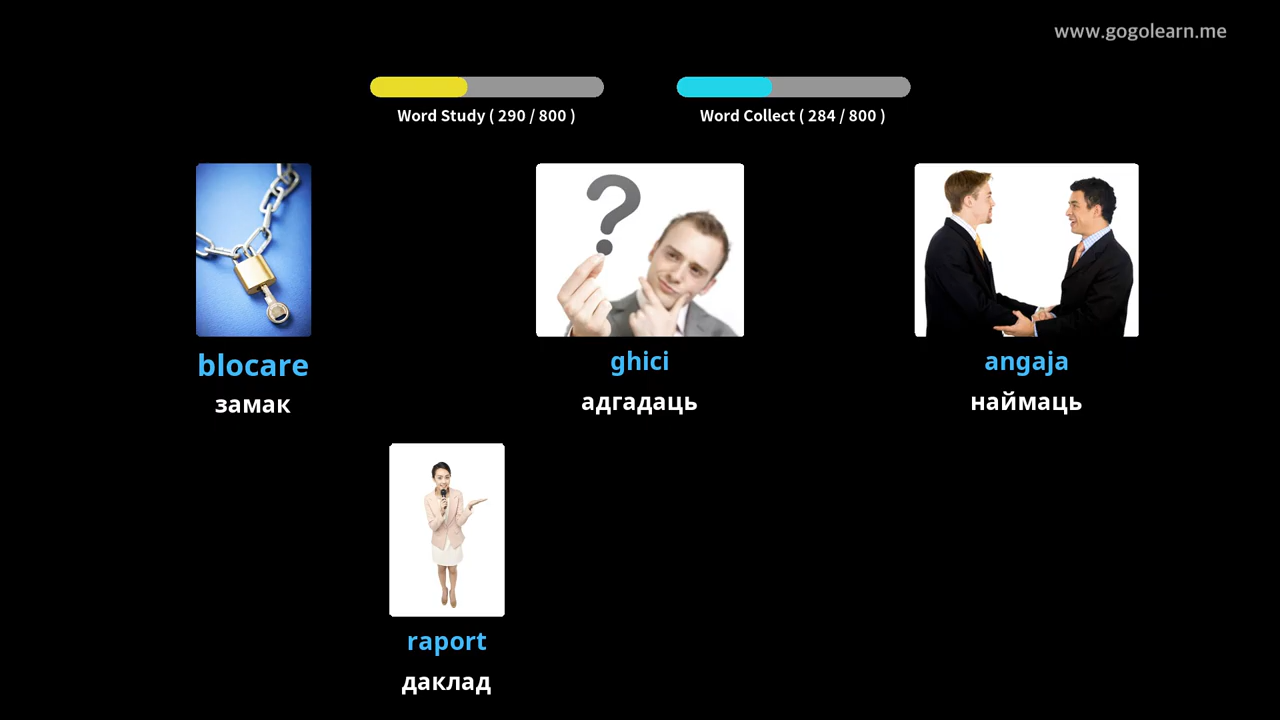 www.gogolearn.me
Word Study ( 290 / 800 )
Word Collect ( 284 / 800 )
blocare
замак
ghici
адгадаць
angaja
наймаць
raport
даклад